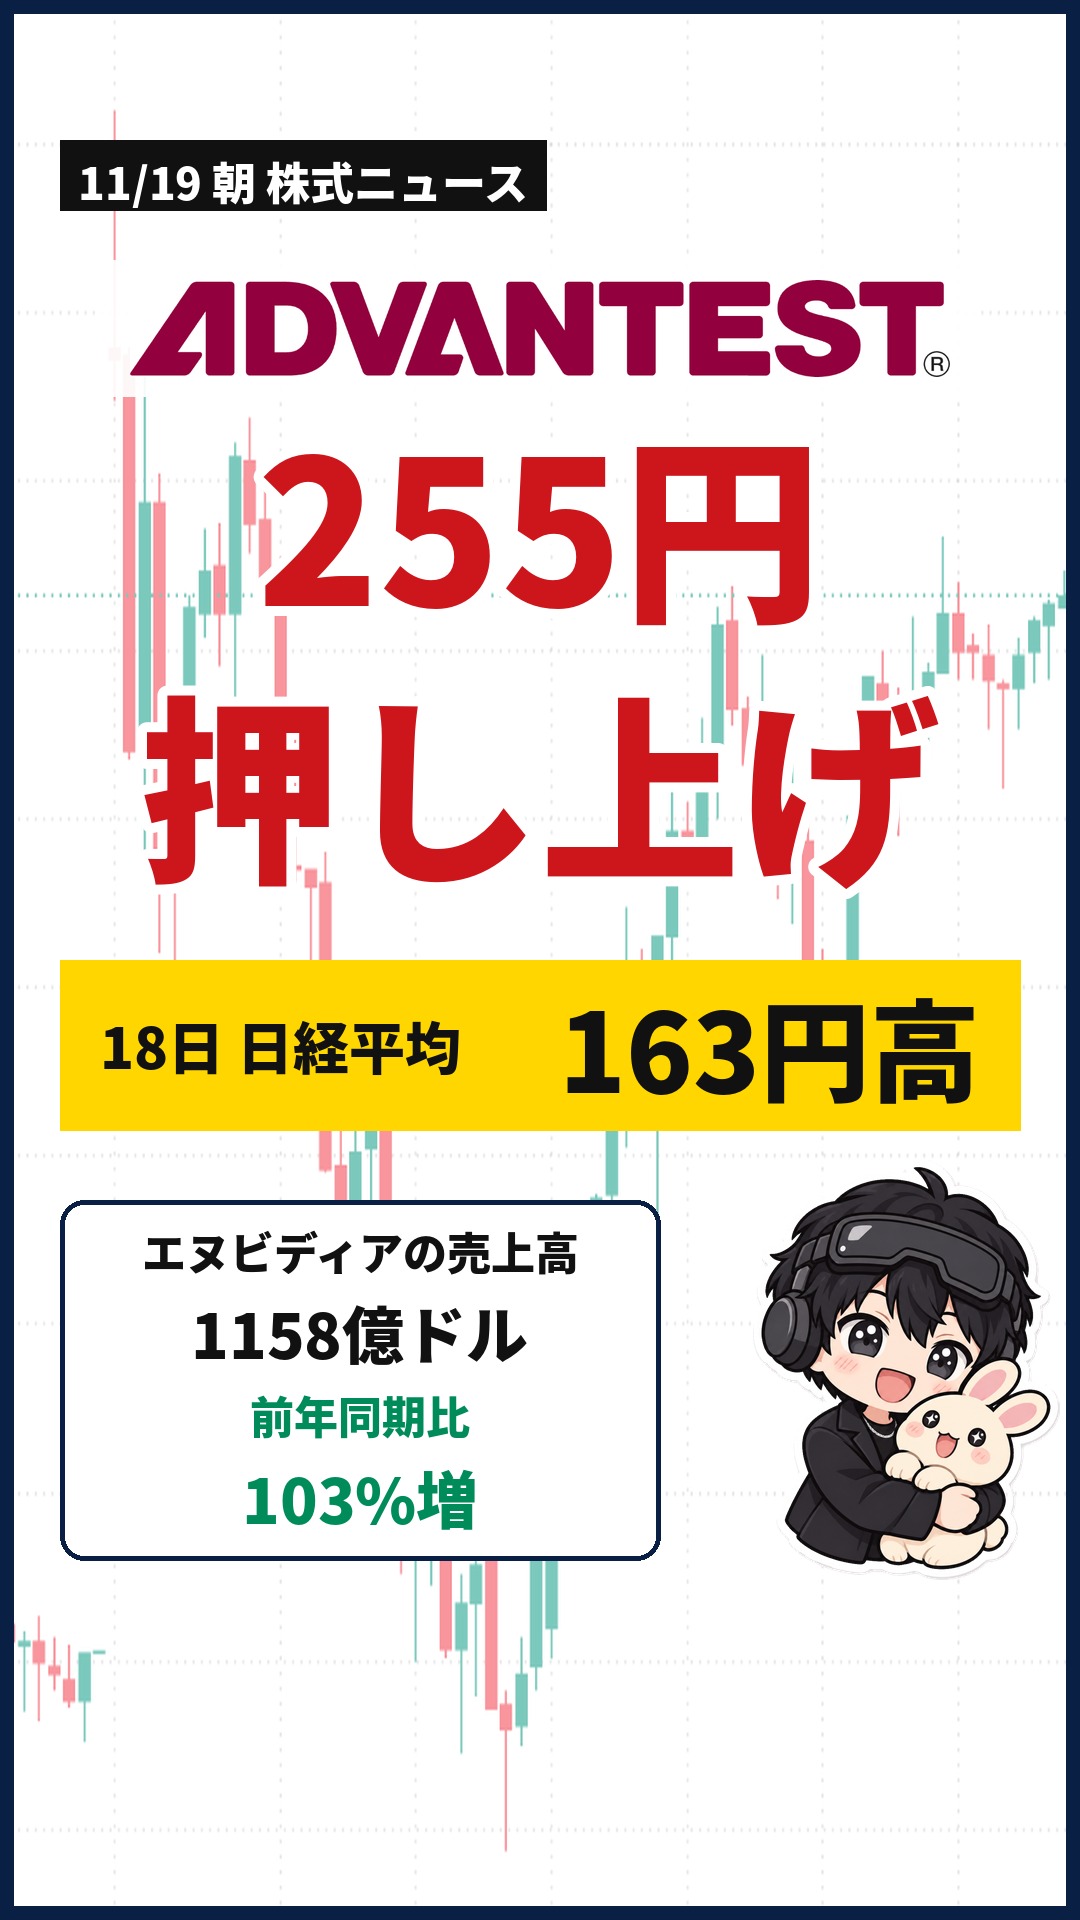 11/19 朝 株式ニュース
ADVANTEST®
255円
押し上げ
18日 日経平均 163円高
エヌビディアの売上高
1158億ドル
前年同期比
103%増